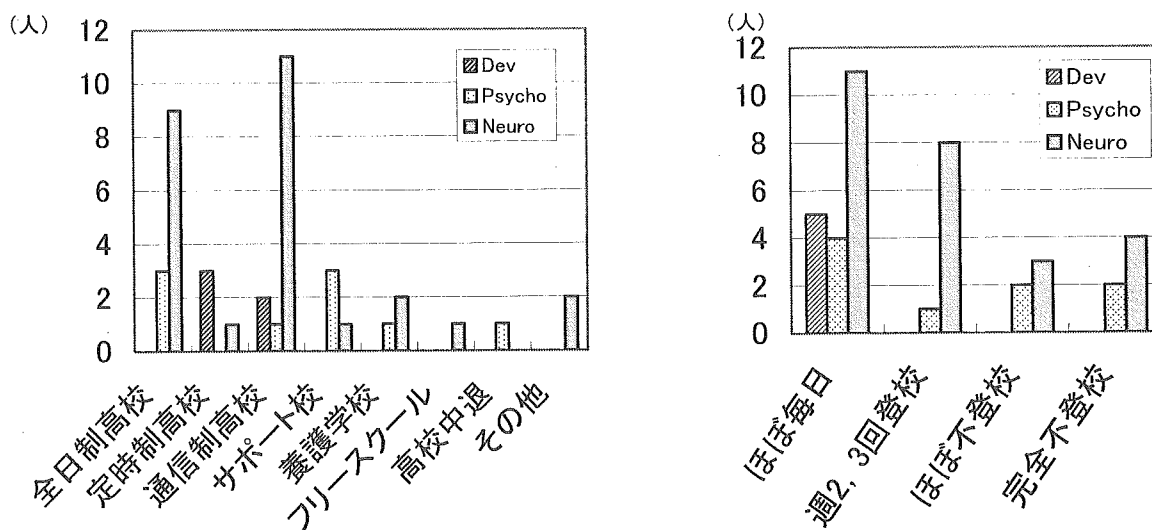 (人)
12
10
8
6
4
2
0
Dev
Psycho
Neuro
全日制高校
定時制高校
通信制高校
サポート校
養護学校
フリースクール
高校中退
その他
(人)
12
10
8
6
4
2
0
Dev
Psycho
Neuro
ほぼ毎日
週2,3回登校
ほぼ不登校
完全不登校